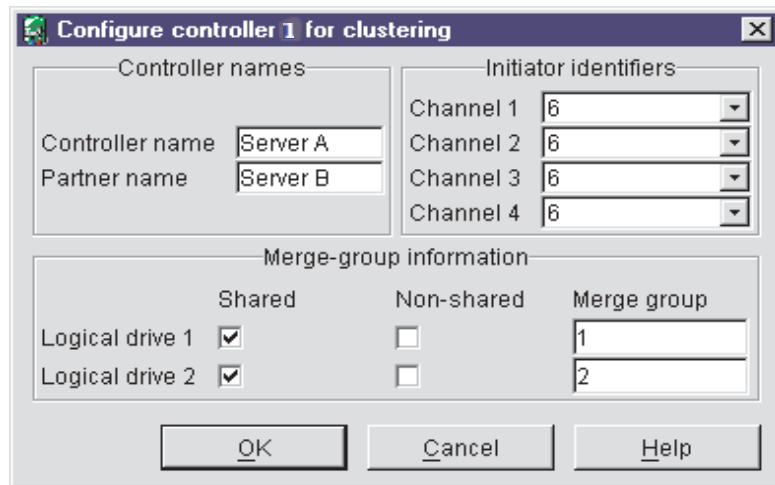 Configure controller 1 for clustering
Controller names
Controller name Server A
Partner name Server B
Initiator identifiers
Channel 1 6
Channel 2 6
Channel 3 6
Channel 4 6
Merge-group information
Shared Non-shared Merge group
Logical drive 1 1
Logical drive 2 2
OK Cancel Help